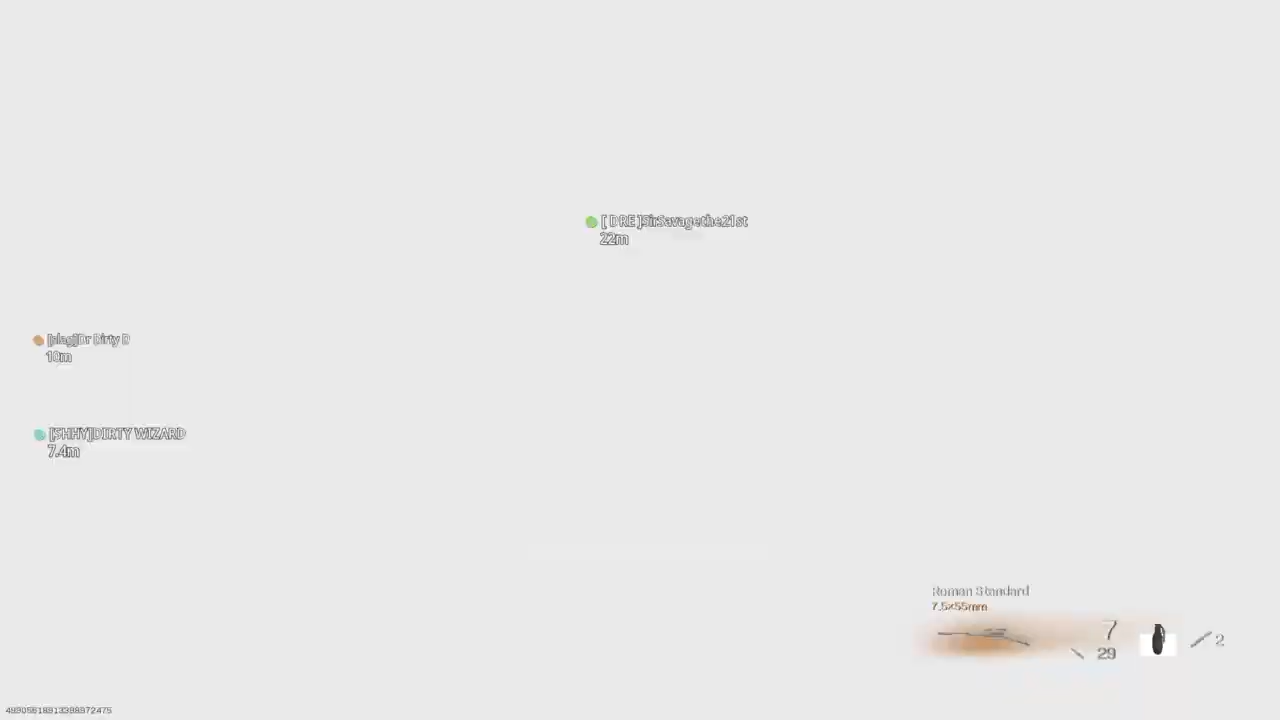 [ DRE ]SirSavagethe21st
22m
[plag]Dr Dirty D
10m
[SHHY]DIRTY WIZARD
7.4m
Roman Standard
7.5x55mm
7
29
2